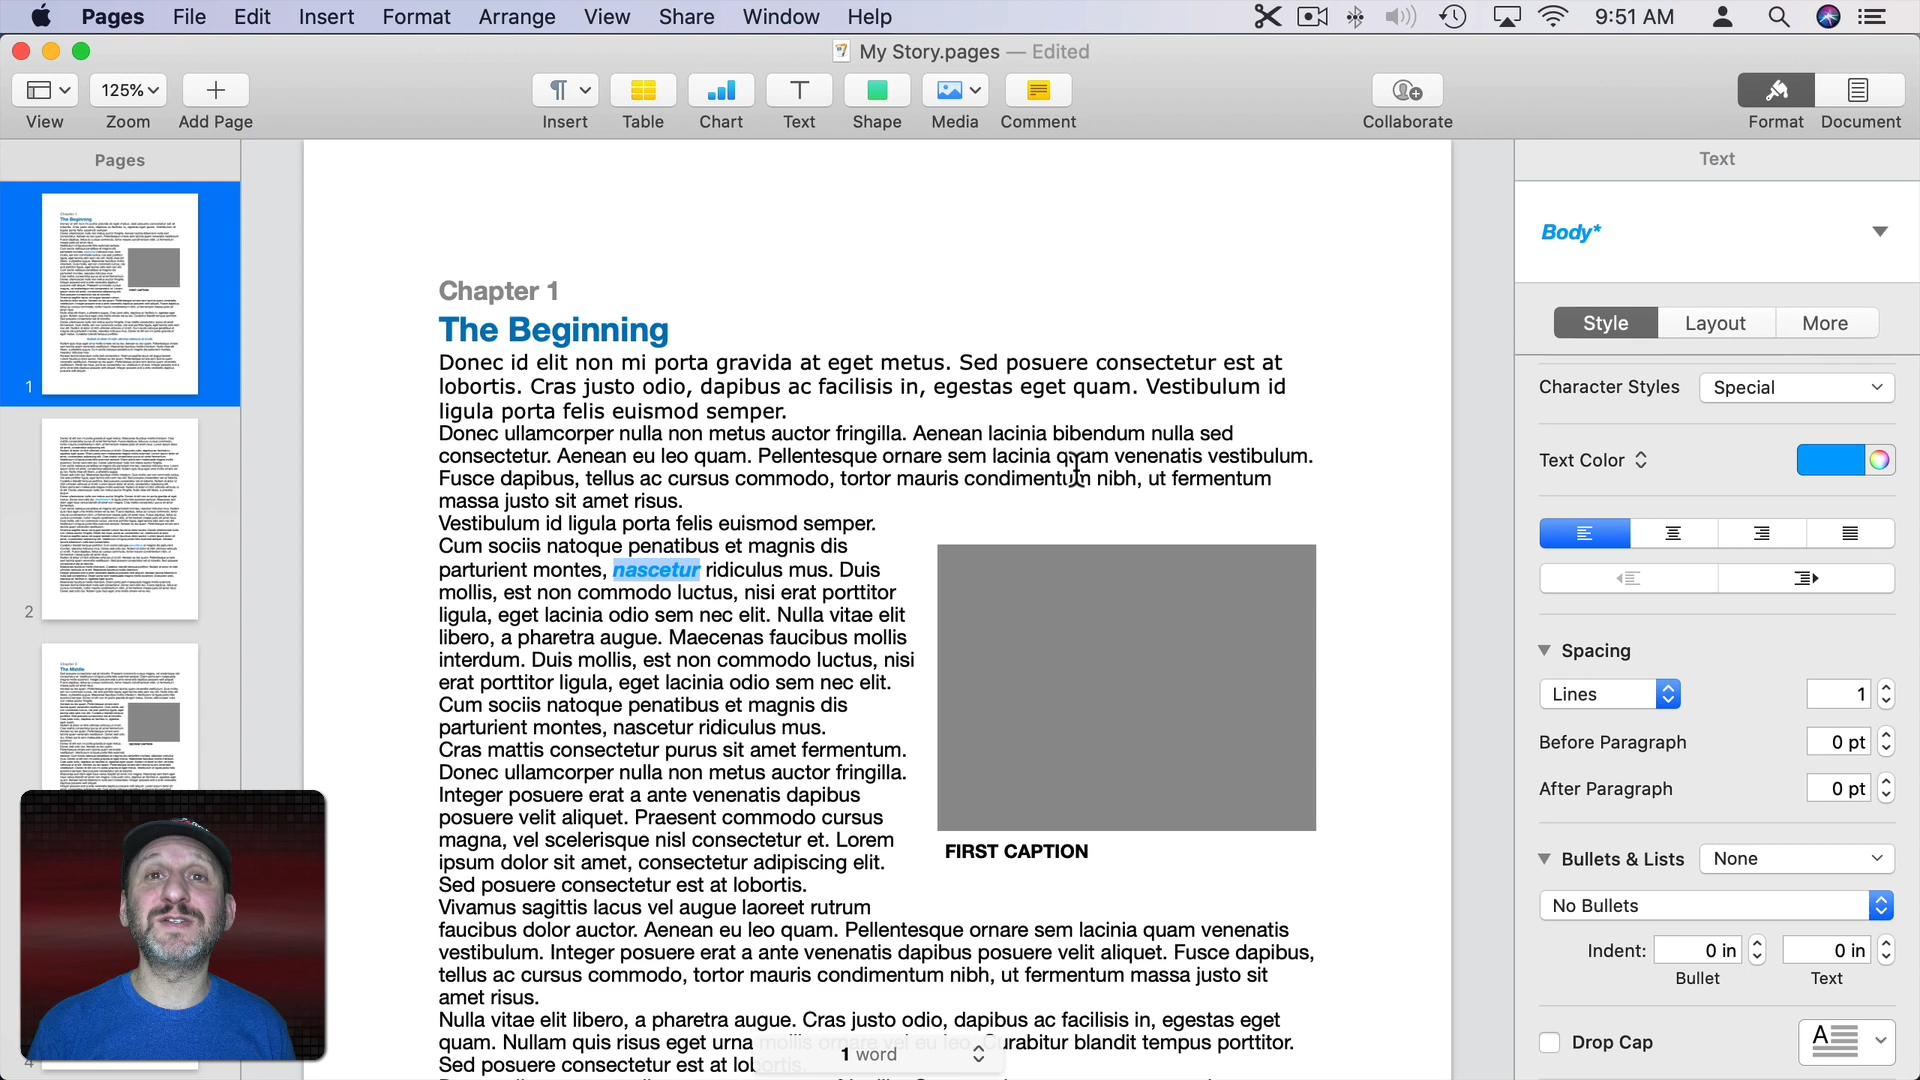 Pages File Edit Insert Format Arrange View Share Window Help 9:51 AM
My Story.pages — Edited
125%
View Zoom Add Page Insert Table Chart Text Shape Media Comment Collaborate Format Document
Pages
Text
1
2
4
Chapter 1
The Beginning
Donec id elit non mi porta gravida at eget metus. Sed posuere consectetur est at
lobortis. Cras justo odio, dapibus ac facilisis in, egestas eget quam. Vestibulum id
ligula porta felis euismod semper.
Donec ullamcorper nulla non metus auctor fringilla. Aenean lacinia bibendum nulla sed
consectetur. Aenean eu leo quam. Pellentesque ornare sem lacinia quam venenatis vestibulum.
Fusce dapibus, tellus ac cursus commodo, tortor mauris condimentum nibh, ut fermentum
massa justo sit amet risus.
Vestibulum id ligula porta felis euismod semper.
Cum sociis natoque penatibus et magnis dis
parturient montes, nascetur ridiculus mus. Duis
mollis, est non commodo luctus, nisi erat porttitor
ligula, eget lacinia odio sem nec elit. Nulla vitae elit
libero, a pharetra augue. Maecenas faucibus mollis
interdum. Duis mollis, est non commodo luctus, nisi
erat porttitor ligula, eget lacinia odio sem nec elit.
Cum sociis natoque penatibus et magnis dis
parturient montes, nascetur ridiculus mus.
Cras mattis consectetur purus sit amet fermentum.
Donec ullamcorper nulla non metus auctor fringilla.
Integer posuere erat a ante venenatis dapibus
posuere velit aliquet. Praesent commodo cursus
magna, vel scelerisque nisl consectetur et. Lorem
ipsum dolor sit amet, consectetur adipiscing elit.
Sed posuere consectetur est at lobortis.
Vivamus sagittis lacus vel augue laoreet rutrum
faucibus dolor auctor. Aenean eu leo quam. Pellentesque ornare sem lacinia quam venenatis
vestibulum. Integer posuere erat a ante venenatis dapibus posuere velit aliquet. Fusce dapibus,
tellus ac cursus commodo, tortor mauris condimentum nibh, ut fermentum massa justo sit
amet risus.
Nulla vitae elit libero, a pharetra augue. Cras justo odio, dapibus ac facilisis in, egestas eget
quam. Nullam quis risus eget urna mollis ornare vel eu leo. Curabitur blandit tempus porttitor.
Sed posuere consectetur est at lobortis.
FIRST CAPTION
1 word
Body*
Style Layout More
Character Styles Special
Text Color
Spacing
Lines 1
Before Paragraph 0 pt
After Paragraph 0 pt
Bullets & Lists None
No Bullets
Indent: 0 in 0 in
Bullet Text
Drop Cap A